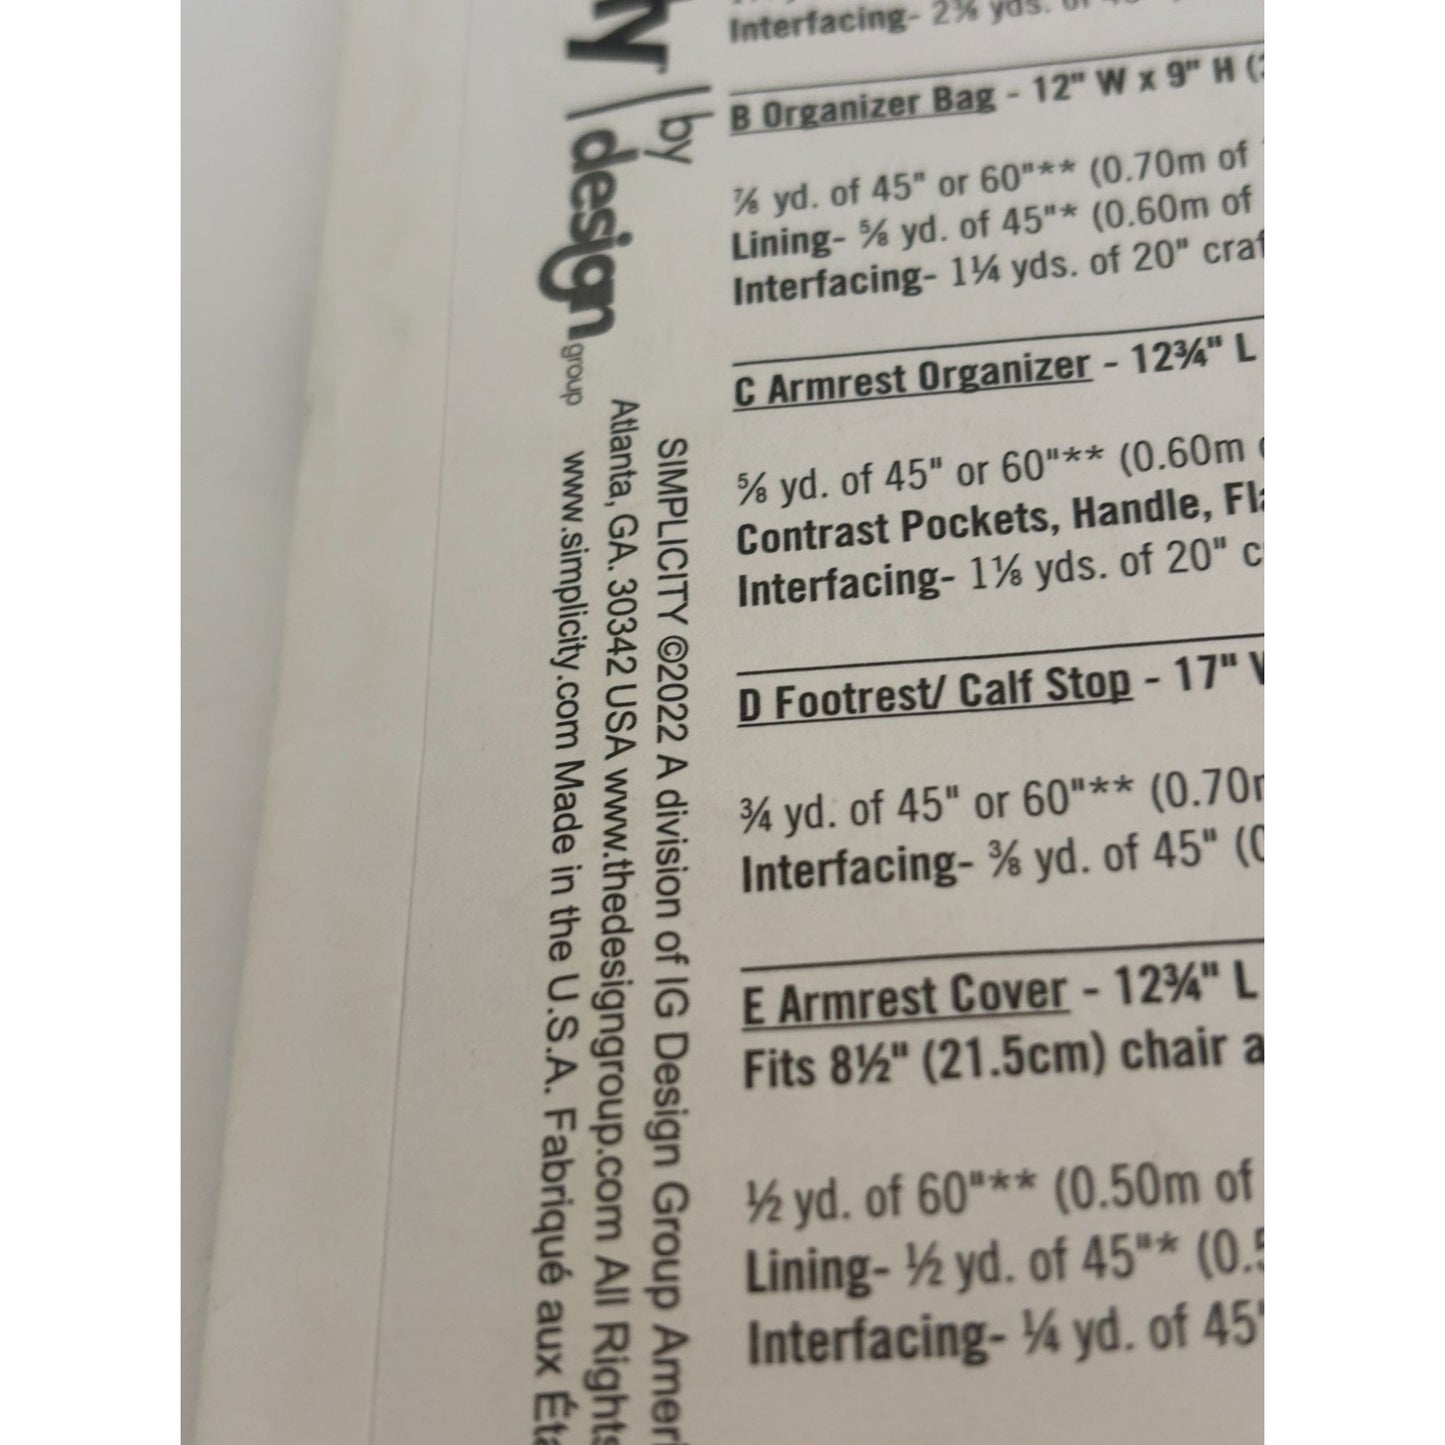 Interfacing- 2⅜ yds. of 45"
B Organizer Bag - 12" W x 9" H
⅞ yd. of 45" or 60"** (0.70m of
Lining- ⅝ yd. of 45"* (0.60m of
Interfacing- 1¼ yds. of 20"
C Armrest Organizer - 12¾" L
⅝ yd. of 45" or 60"** (0.60m
Contrast Pockets, Handle,
Interfacing- 1⅛ yds. of 20"
D Footrest/ Calf Stop - 17"
¾ yd. of 45" or 60"**
Interfacing- ⅜ yd. of 45"
E Armrest Cover - 12¾" L
Fits 8½" (21.5cm) chair
½ yd. of 60"** (0.50m of
Lining- ½ yd. of 45"*
Interfacing- ¼ yd. of 45"
by
design
group
SIMPLICITY ©2022 A division of IG Design Group
Atlanta, GA. 30342 USA www.thedesigngroup.com All Rights
www.simplicity.com Made in the U.S.A. Fabriqué aux